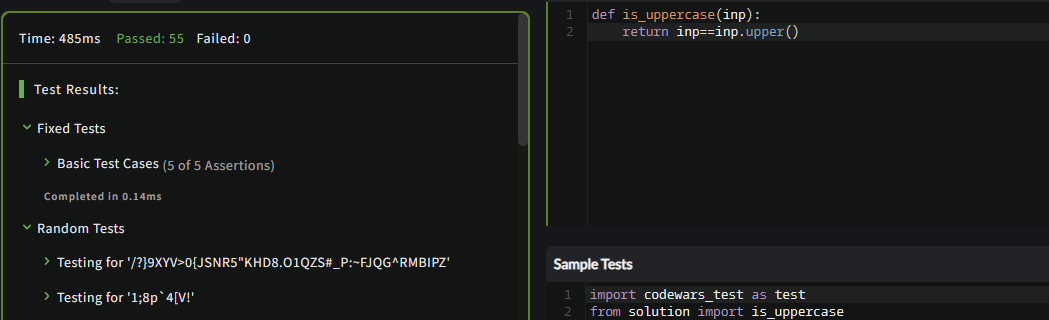 Time: 485ms Passed: 55 Failed: 0
Test Results:
Fixed Tests
Basic Test Cases (5 of 5 Assertions)
Completed in 0.14ms
Random Tests
Testing for '/?}9XYV>0{JSNR5"KHD8.O1QZS#_P:~FJQG^RMBIPZ'
Testing for '1;8p`4[V!'
1 def is_uppercase(inp):
2     return inp==inp.upper()
Sample Tests
1 import codewars_test as test
2 from solution import is_uppercase